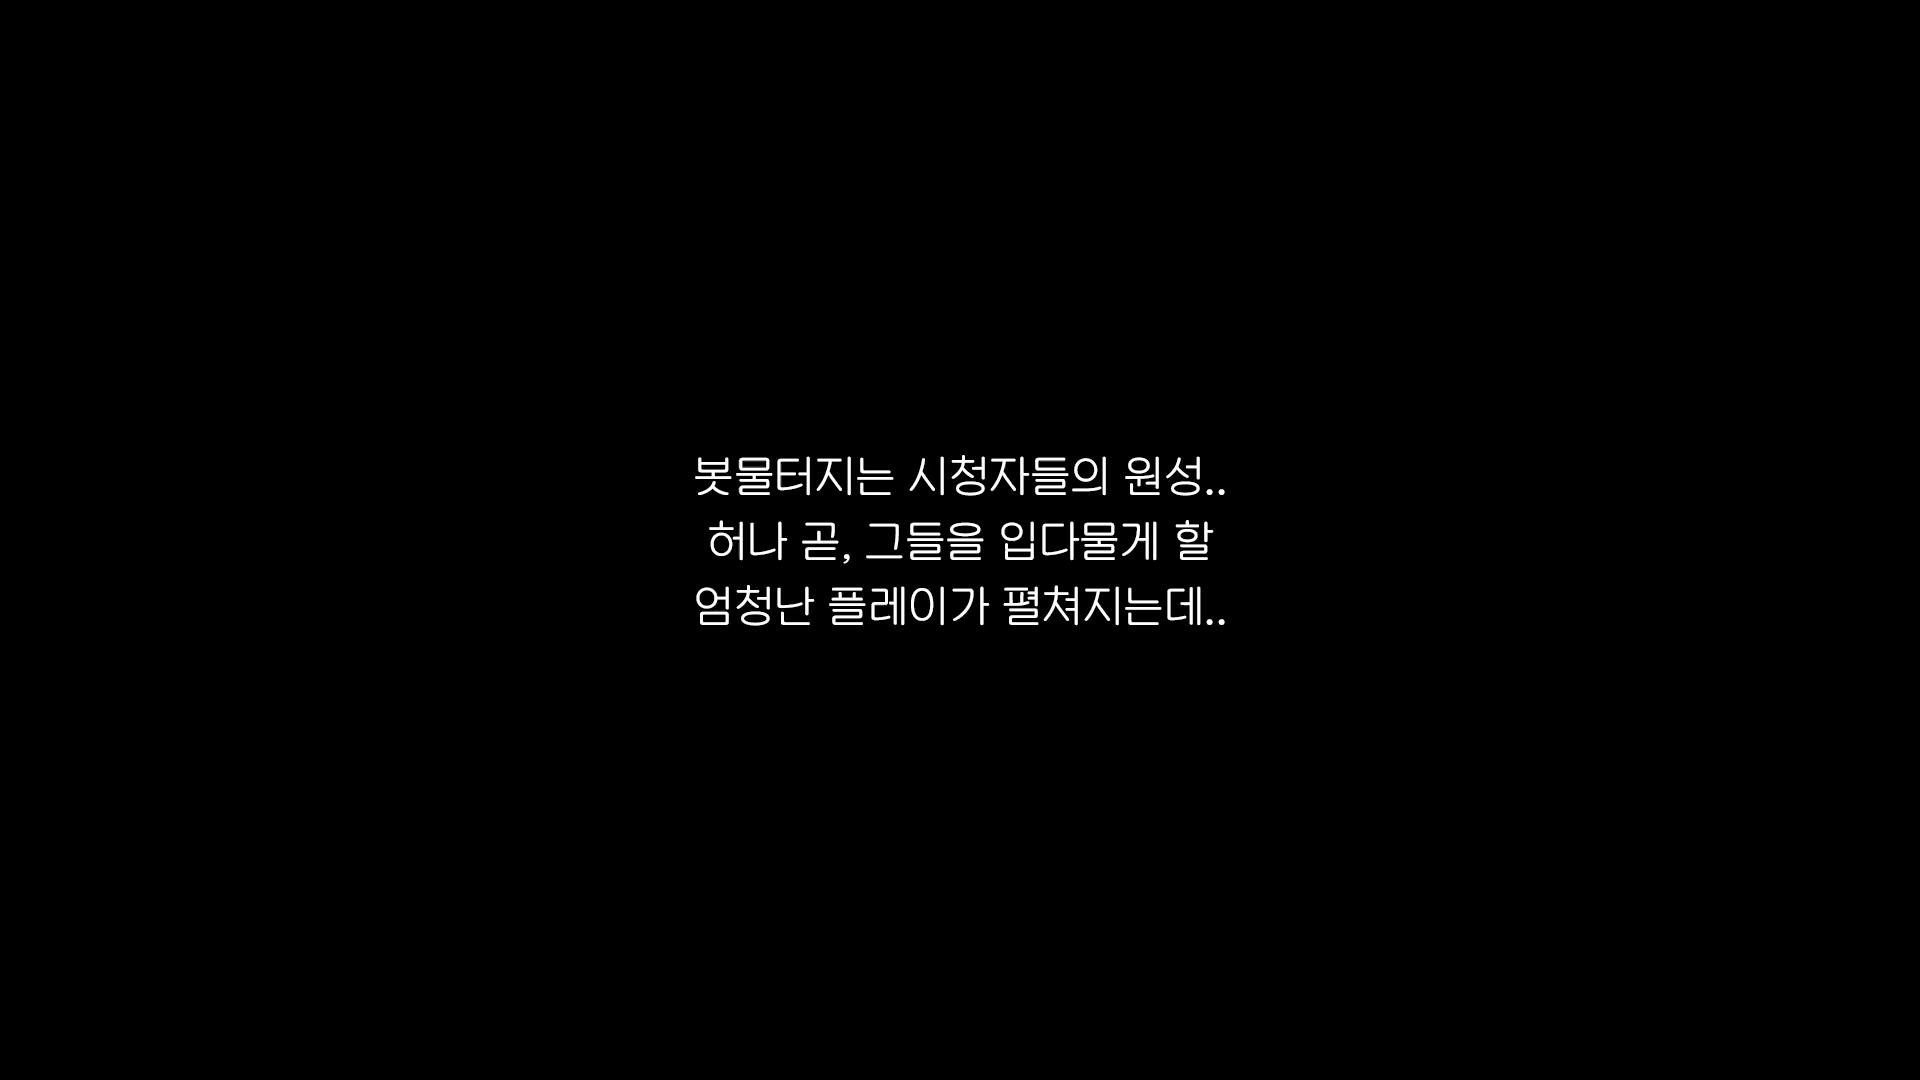 봇물터지는 시청자들의 원성..
허나 곧, 그들을 입다물게 할
엄청난 플레이가 펼쳐지는데..